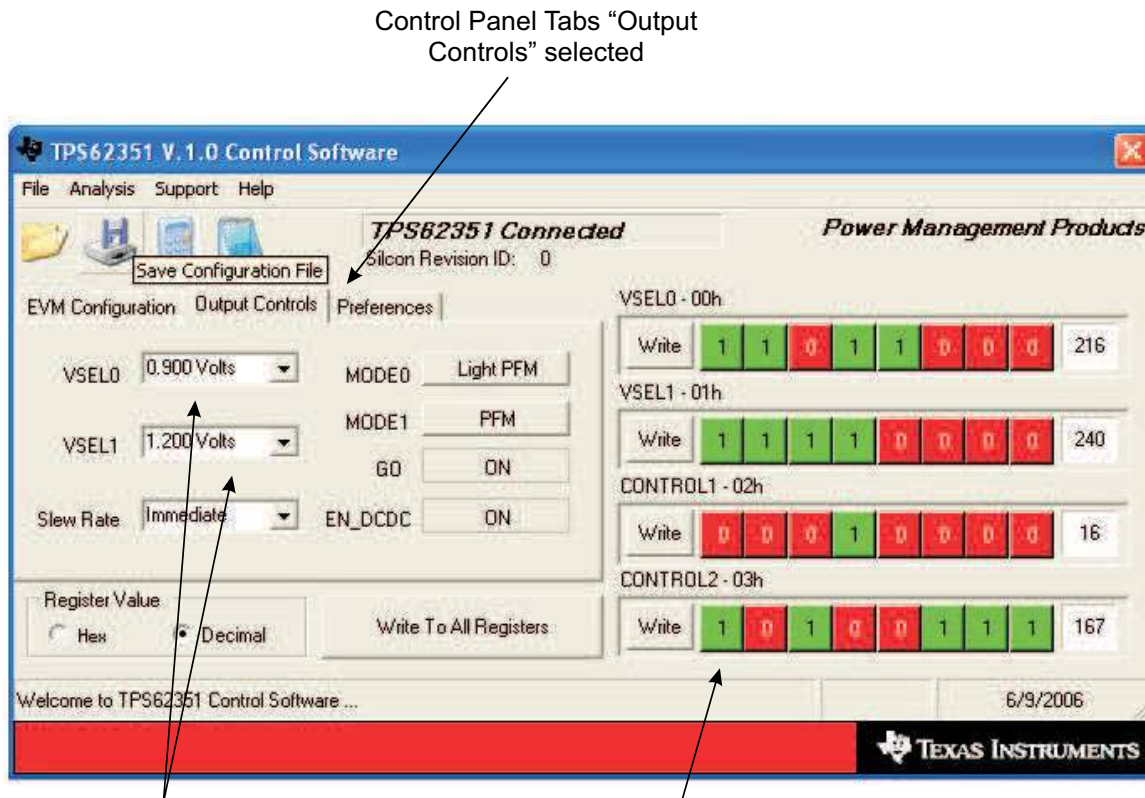 Control Panel Tabs “Output
Controls” selected
TPS62351 V.1.0 Control Software
File Analysis Support Help
TPS62351 Connected
Power Management Products
Silcon Revision ID: 0
Save Configuration File
EVM Configuration Output Controls Preferences
VSEL0 0.900 Volts
MODE0 Light PFM
VSEL1 1.200 Volts
MODE1 PFM
GO ON
Slew Rate Immediate
EN_DCDC ON
Register Value
Hex Decimal
Write To All Registers
VSEL0 - 00h
Write 1 1 0 1 1 0 0 0 216
VSEL1 - 01h
Write 1 1 1 1 0 0 0 0 240
CONTROL1 - 02h
Write 0 0 0 1 0 0 0 0 16
CONTROL2 - 03h
Write 1 0 1 0 0 1 1 1 167
Welcome to TPS62351 Control Software ...
6/9/2006
TEXAS INSTRUMENTS